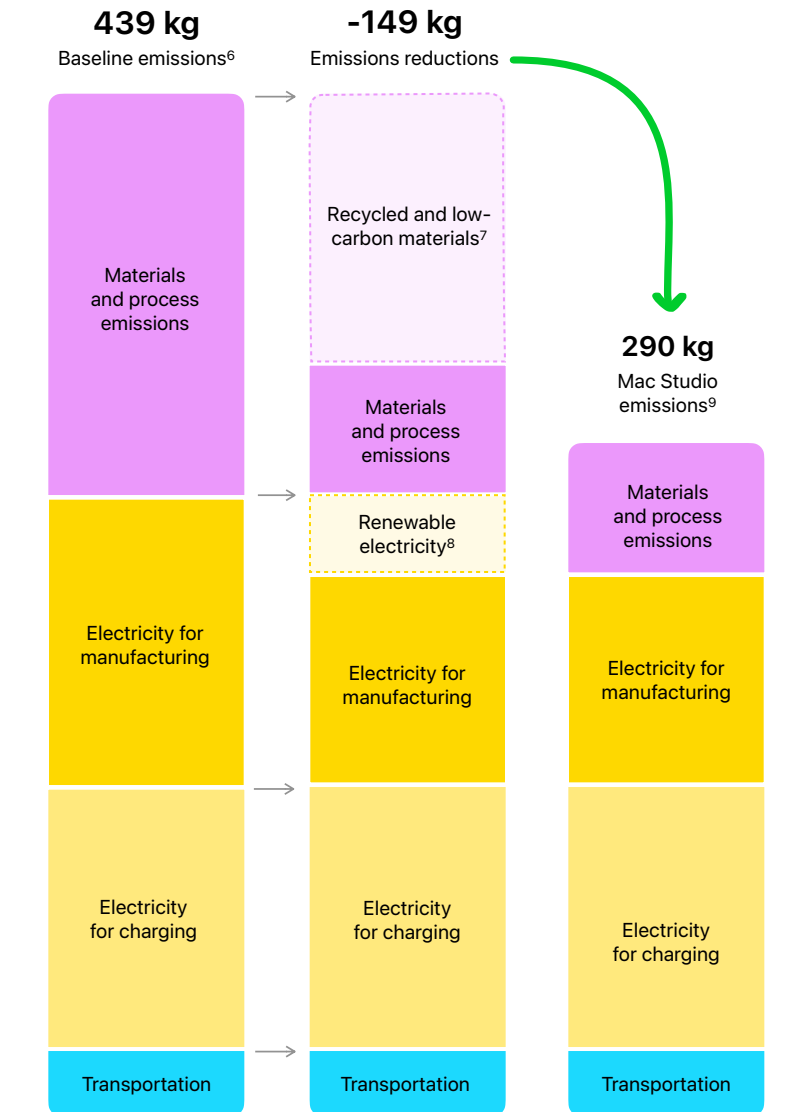 439 kg
Baseline emissions⁶
Materials
and process
emissions
Electricity for
manufacturing
Electricity
for charging
Transportation
-149 kg
Emissions reductions
Recycled and low-
carbon materials⁷
Materials
and process
emissions
Renewable
electricity⁸
Electricity for
manufacturing
Electricity
for charging
Transportation
290 kg
Mac Studio
emissions⁹
Materials
and process
emissions
Electricity for
manufacturing
Electricity
for charging
Transportation